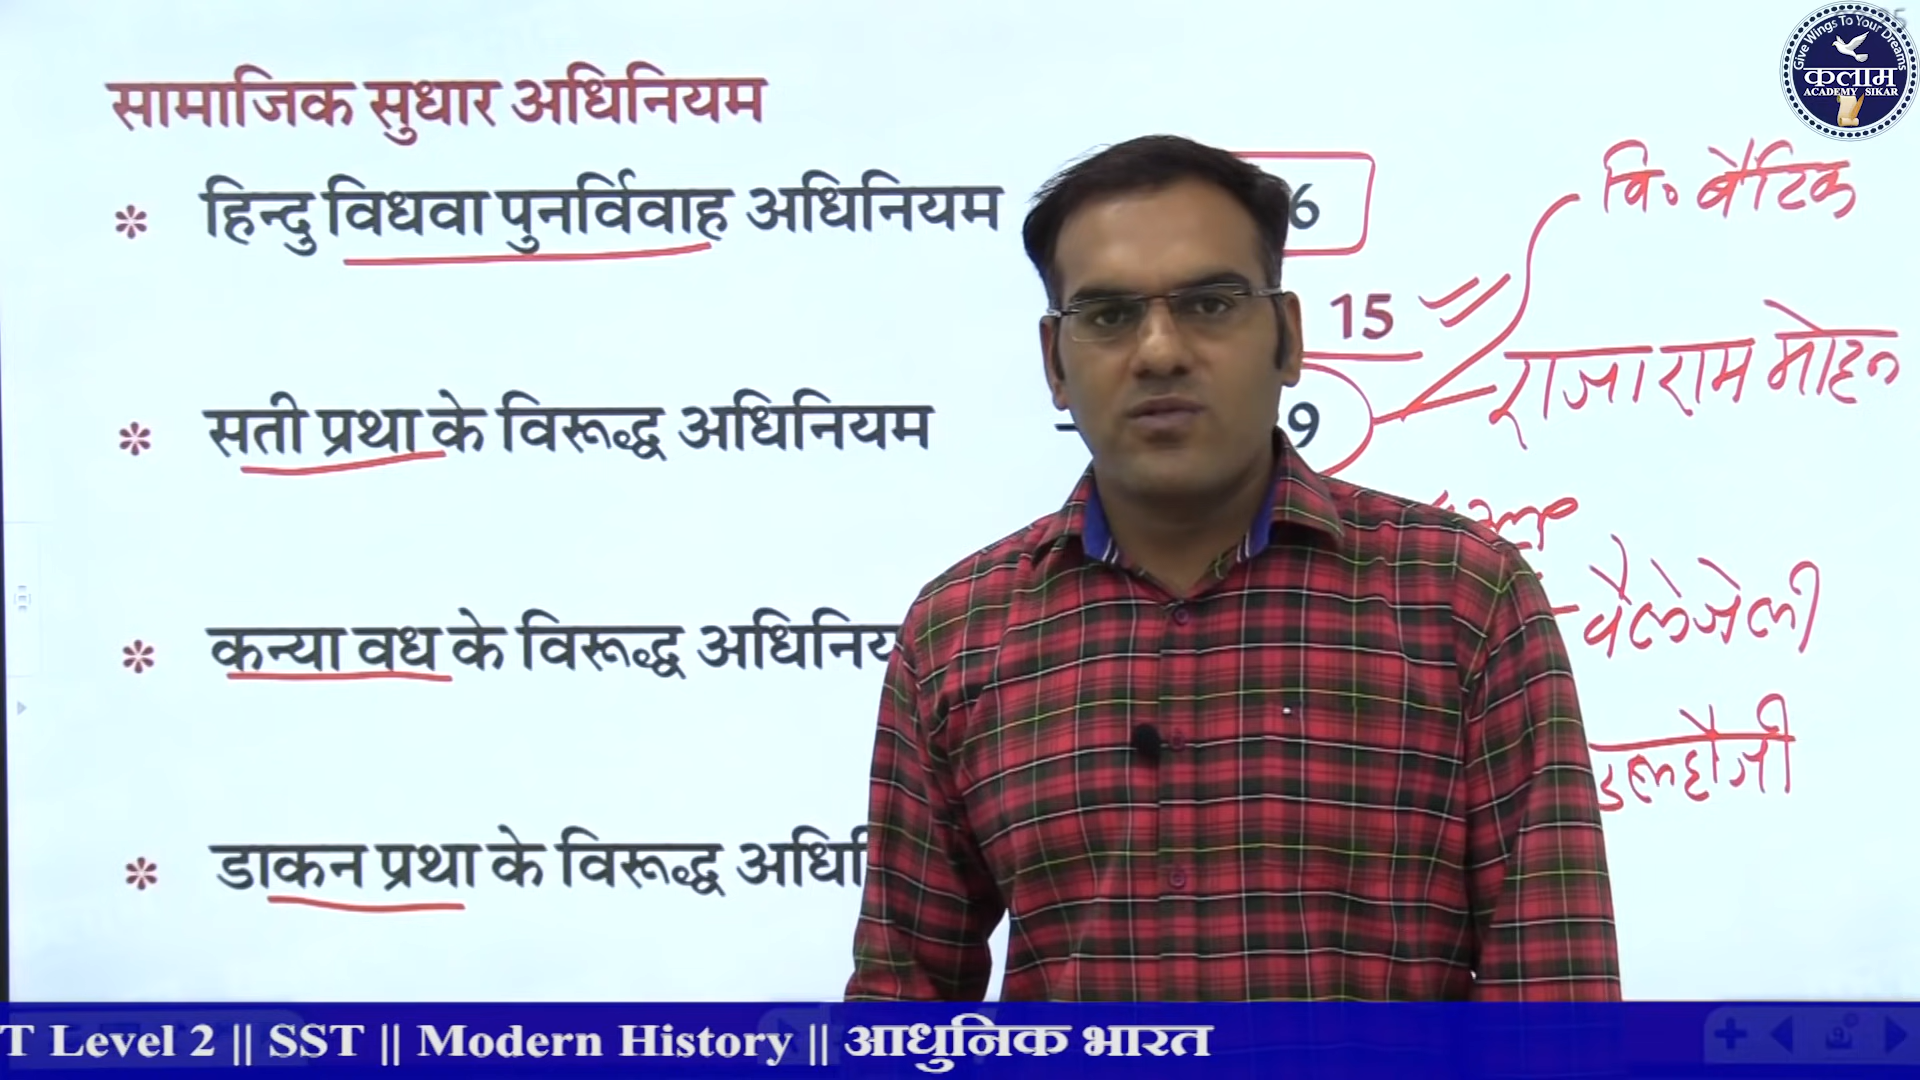 Give Wings To Your Dreams
कलाम
ACADEMY SIKAR
सामाजिक सुधार अधिनियम
* हिन्दु विधवा पुनर्विवाह अधिनियम 6
वि० बैटिक
15
राजा राम मोहन
* सती प्रथा के विरूद्ध अधिनियम - 9
* कन्या वध के विरूद्ध अधिनिय
वैलेजेली
डलहौजी
* डाकन प्रथा के विरूद्ध अधि
T Level 2 || SST || Modern History || आधुनिक भारत